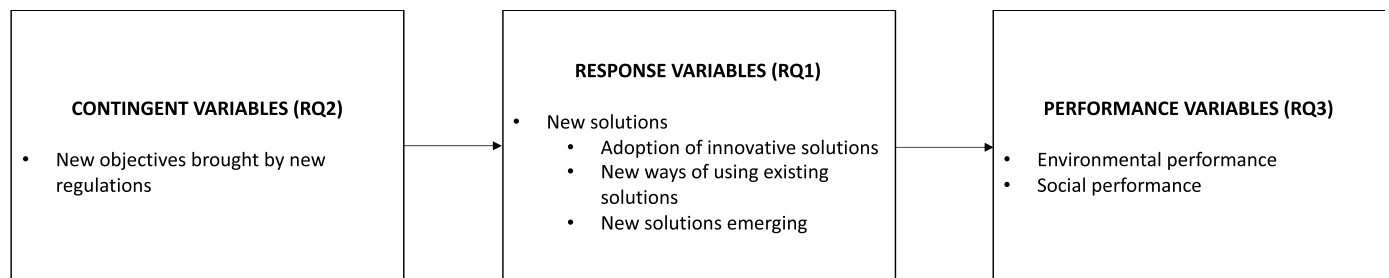 CONTINGENT VARIABLES (RQ2)
• New objectives brought by new
regulations
RESPONSE VARIABLES (RQ1)
• New solutions
• Adoption of innovative solutions
• New ways of using existing
solutions
• New solutions emerging
PERFORMANCE VARIABLES (RQ3)
• Environmental performance
• Social performance